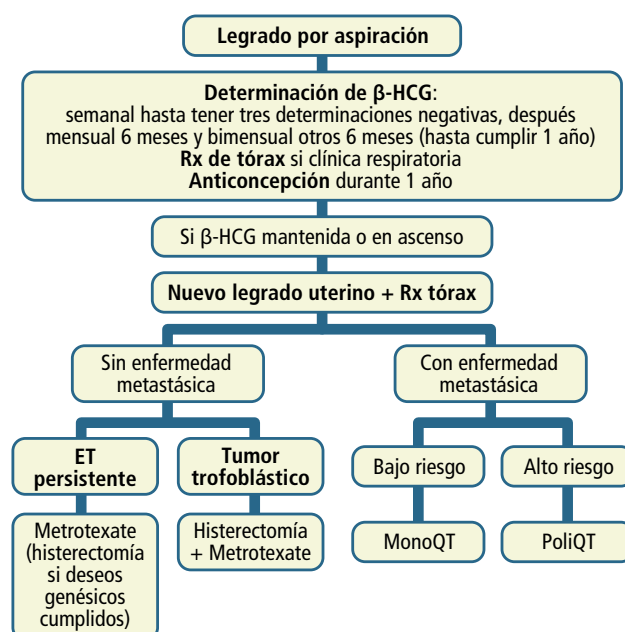 Legrado por aspiración
Determinación de β-HCG:
semanal hasta tener tres determinaciones negativas, después
mensual 6 meses y bimensual otros 6 meses (hasta cumplir 1 año)
Rx de tórax si clínica respiratoria
Anticoncepción durante 1 año
Si β-HCG mantenida o en ascenso
Nuevo legrado uterino + Rx tórax
Sin enfermedad
metastásica
Con enfermedad
metastásica
ET
persistente
Tumor
trofoblástico
Bajo riesgo
Alto riesgo
Metrotexate
(histerectomía
si deseos
genésicos
cumplidos)
Histerectomía
+ Metrotexate
MonoQT
PoliQT